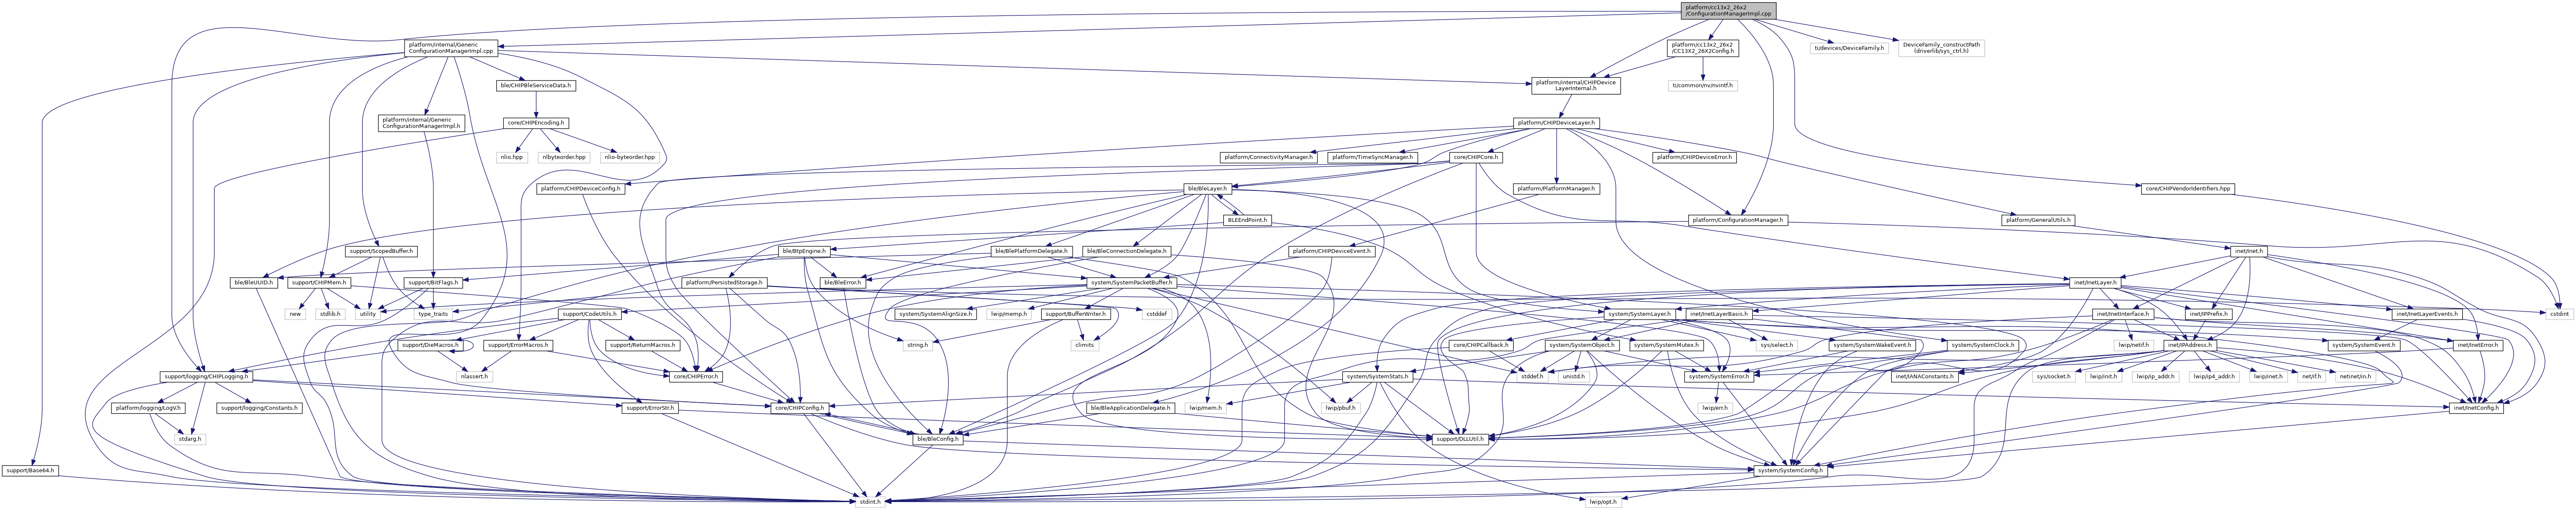 platform/cc13x2_26x2
/ConfigurationManagerImpl.cpp
platform/internal/Generic
ConfigurationManagerImpl.cpp
platform/cc13x2_26x2
/CC13X2_26X2Config.h
ti/devices/DeviceFamily.h
DeviceFamily_constructPath
(driverlib/sys_ctrl.h)
ble/CHIPBleServiceData.h
platform/internal/CHIPDevice
LayerInternal.h
ti/common/nv/nvintf.h
platform/internal/Generic
ConfigurationManagerImpl.h
core/CHIPEncoding.h
platform/CHIPDeviceLayer.h
nlio.hpp
nlbyteorder.hpp
nlio-byteorder.hpp
platform/ConnectivityManager.h
platform/TimeSyncManager.h
core/CHIPCore.h
platform/CHIPDeviceError.h
platform/CHIPDeviceConfig.h
ble/BleLayer.h
platform/PlatformManager.h
core/CHIPVendorIdentifiers.hpp
BLEEndPoint.h
platform/ConfigurationManager.h
platform/GeneralUtils.h
support/ScopedBuffer.h
ble/BtpEngine.h
ble/BlePlatformDelegate.h
ble/BleConnectionDelegate.h
platform/CHIPDeviceEvent.h
inet/Inet.h
ble/BleUUID.h
support/CHIPMem.h
support/BitFlags.h
platform/PersistedStorage.h
ble/BleError.h
system/SystemPacketBuffer.h
inet/InetLayer.h
new
stdlib.h
utility
type_traits
support/CodeUtils.h
system/SystemAlignSize.h
lwip/memp.h
support/BufferWriter.h
cstddef
system/SystemLayer.h
inet/InetLayerBasis.h
inet/InetInterface.h
inet/IPPrefix.h
inet/InetLayerEvents.h
cstdint
support/DieMacros.h
support/ErrorMacros.h
support/ReturnMacros.h
string.h
climits
core/CHIPCallback.h
system/SystemObject.h
system/SystemMutex.h
sys/select.h
system/SystemWakeEvent.h
system/SystemClock.h
lwip/netif.h
inet/IPAddress.h
system/SystemEvent.h
inet/InetError.h
support/logging/CHIPLogging.h
nlassert.h
core/CHIPError.h
system/SystemStats.h
stddef.h
unistd.h
system/SystemError.h
inet/IANAConstants.h
sys/socket.h
lwip/init.h
lwip/ip_addr.h
lwip/ip4_addr.h
lwip/inet.h
net/if.h
netinet/in.h
platform/logging/LogV.h
support/logging/Constants.h
support/ErrorStr.h
core/CHIPConfig.h
ble/BleApplicationDelegate.h
lwip/mem.h
lwip/pbuf.h
lwip/err.h
inet/InetConfig.h
stdarg.h
ble/BleConfig.h
support/DLLUtil.h
support/Base64.h
system/SystemConfig.h
stdint.h
lwip/opt.h